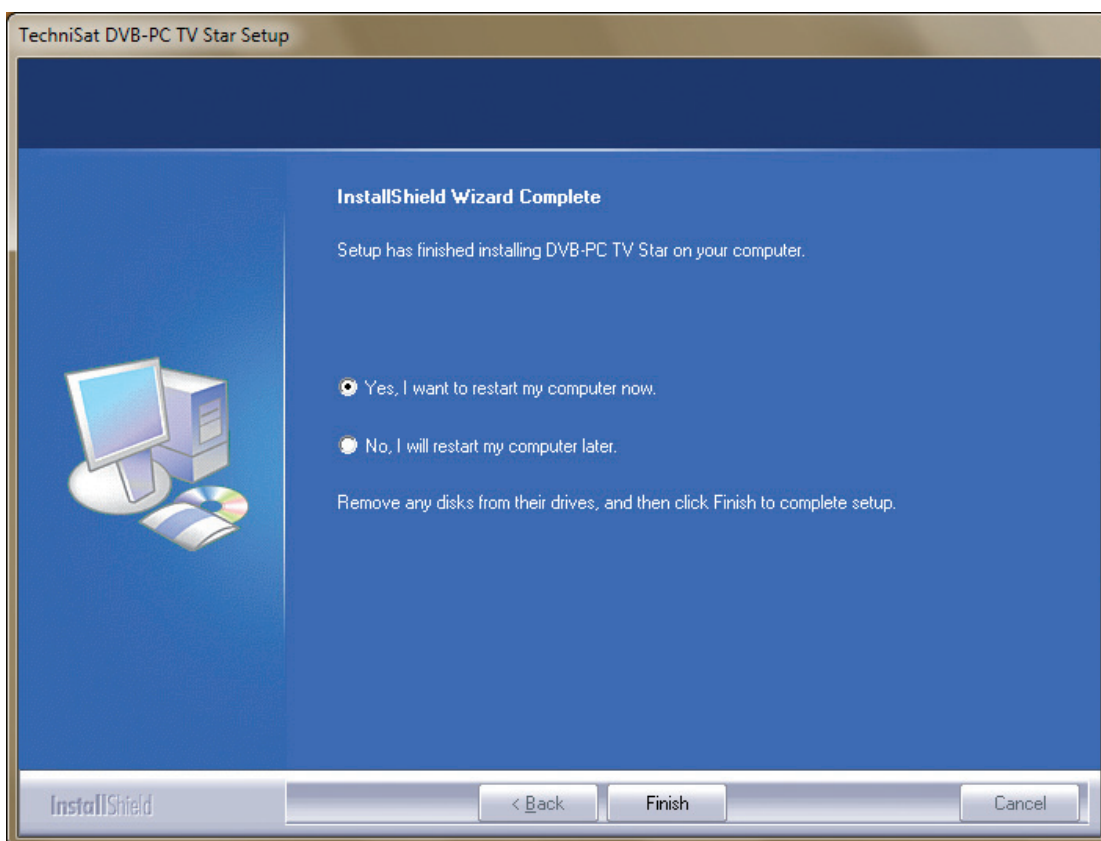 TechniSat DVB-PC TV Star Setup
InstallShield Wizard Complete
Setup has finished installing DVB-PC TV Star on your computer.
Yes, I want to restart my computer now.
No, I will restart my computer later.
Remove any disks from their drives, and then click Finish to complete setup.
InstallShield
< Back
Finish
Cancel